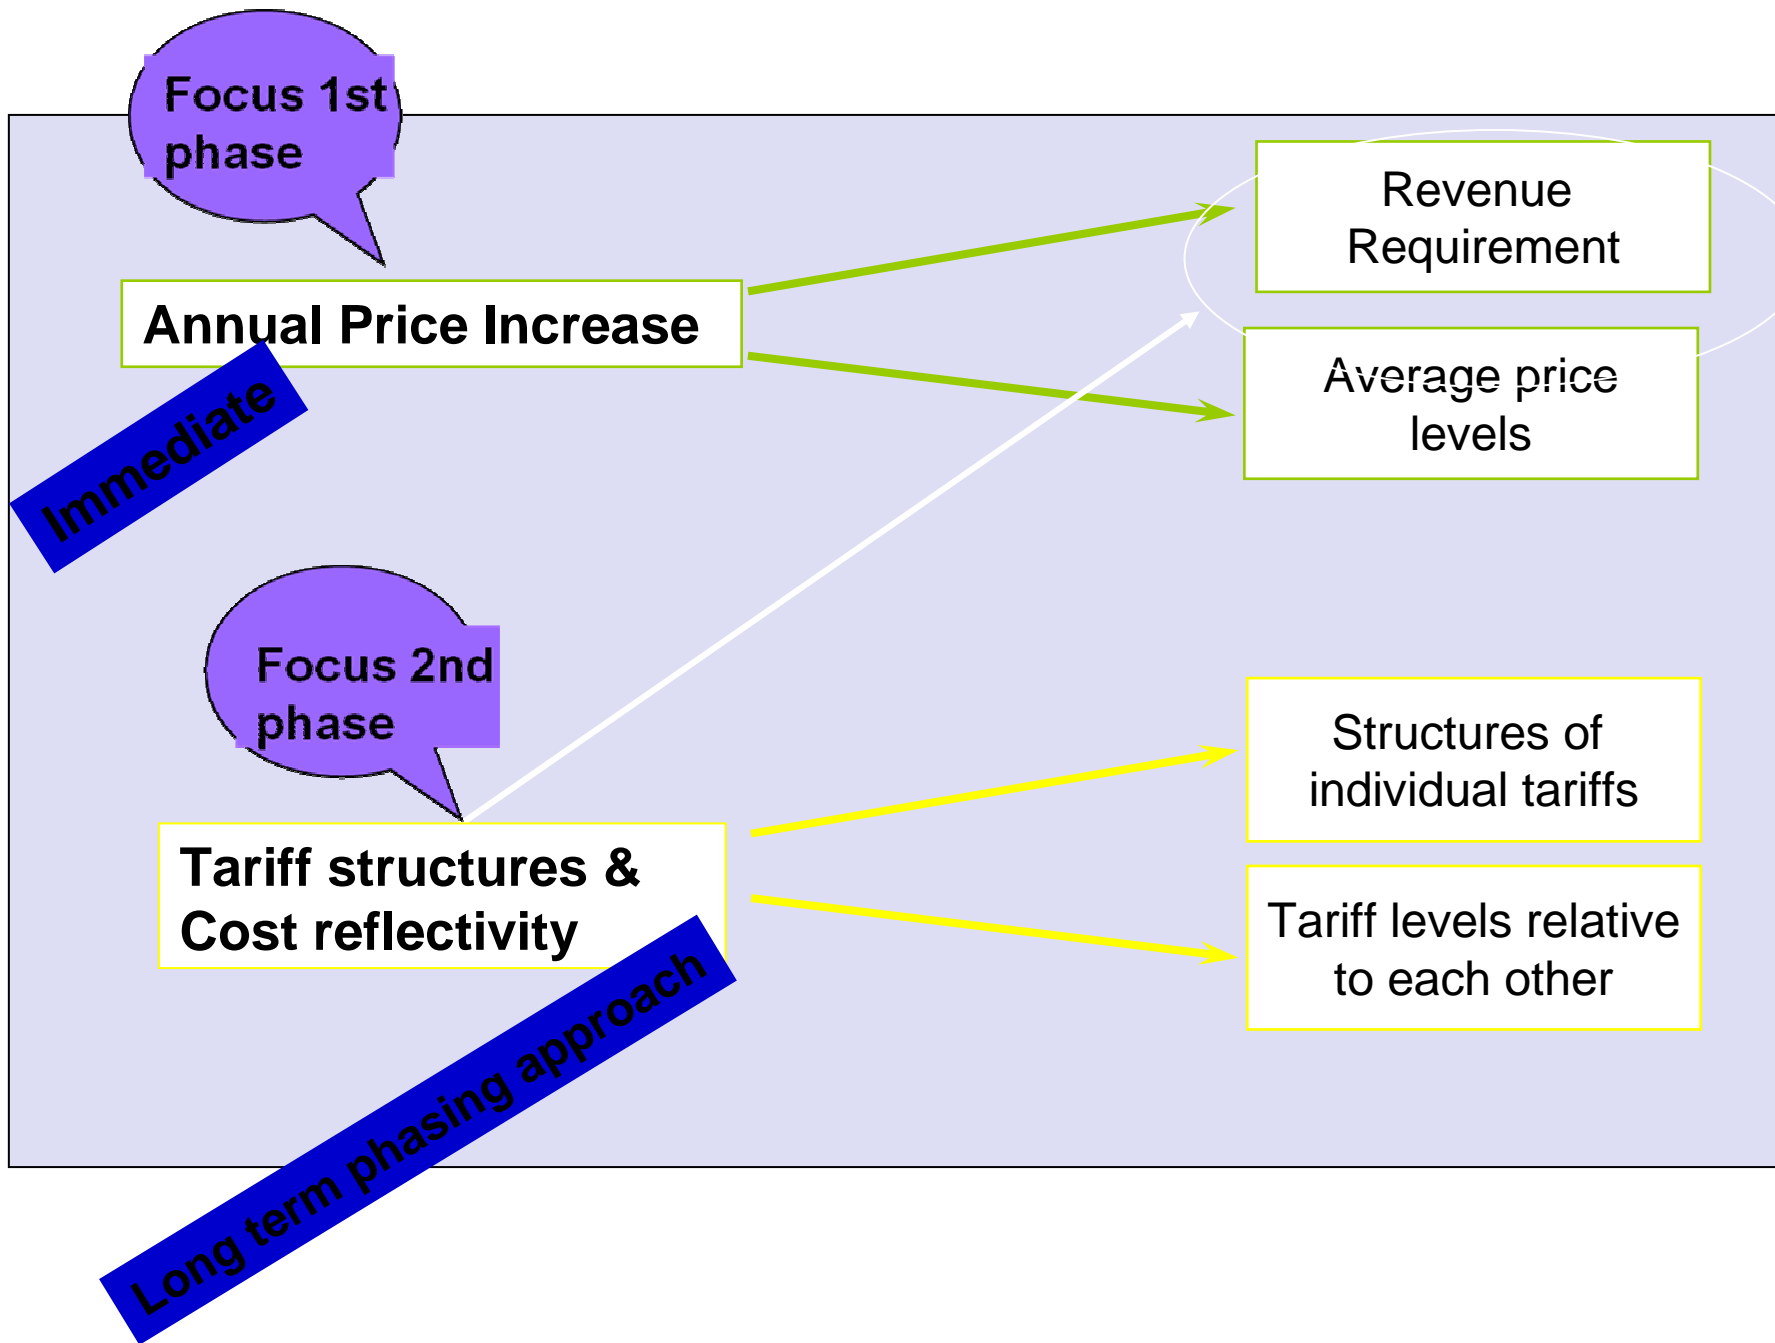 Focus 1st
phase
Annual Price Increase
Immediate
Revenue
Requirement
Average price
levels
Focus 2nd
phase
Tariff structures &
Cost reflectivity
Long term phasing approach
Structures of
individual tariffs
Tariff levels relative
to each other